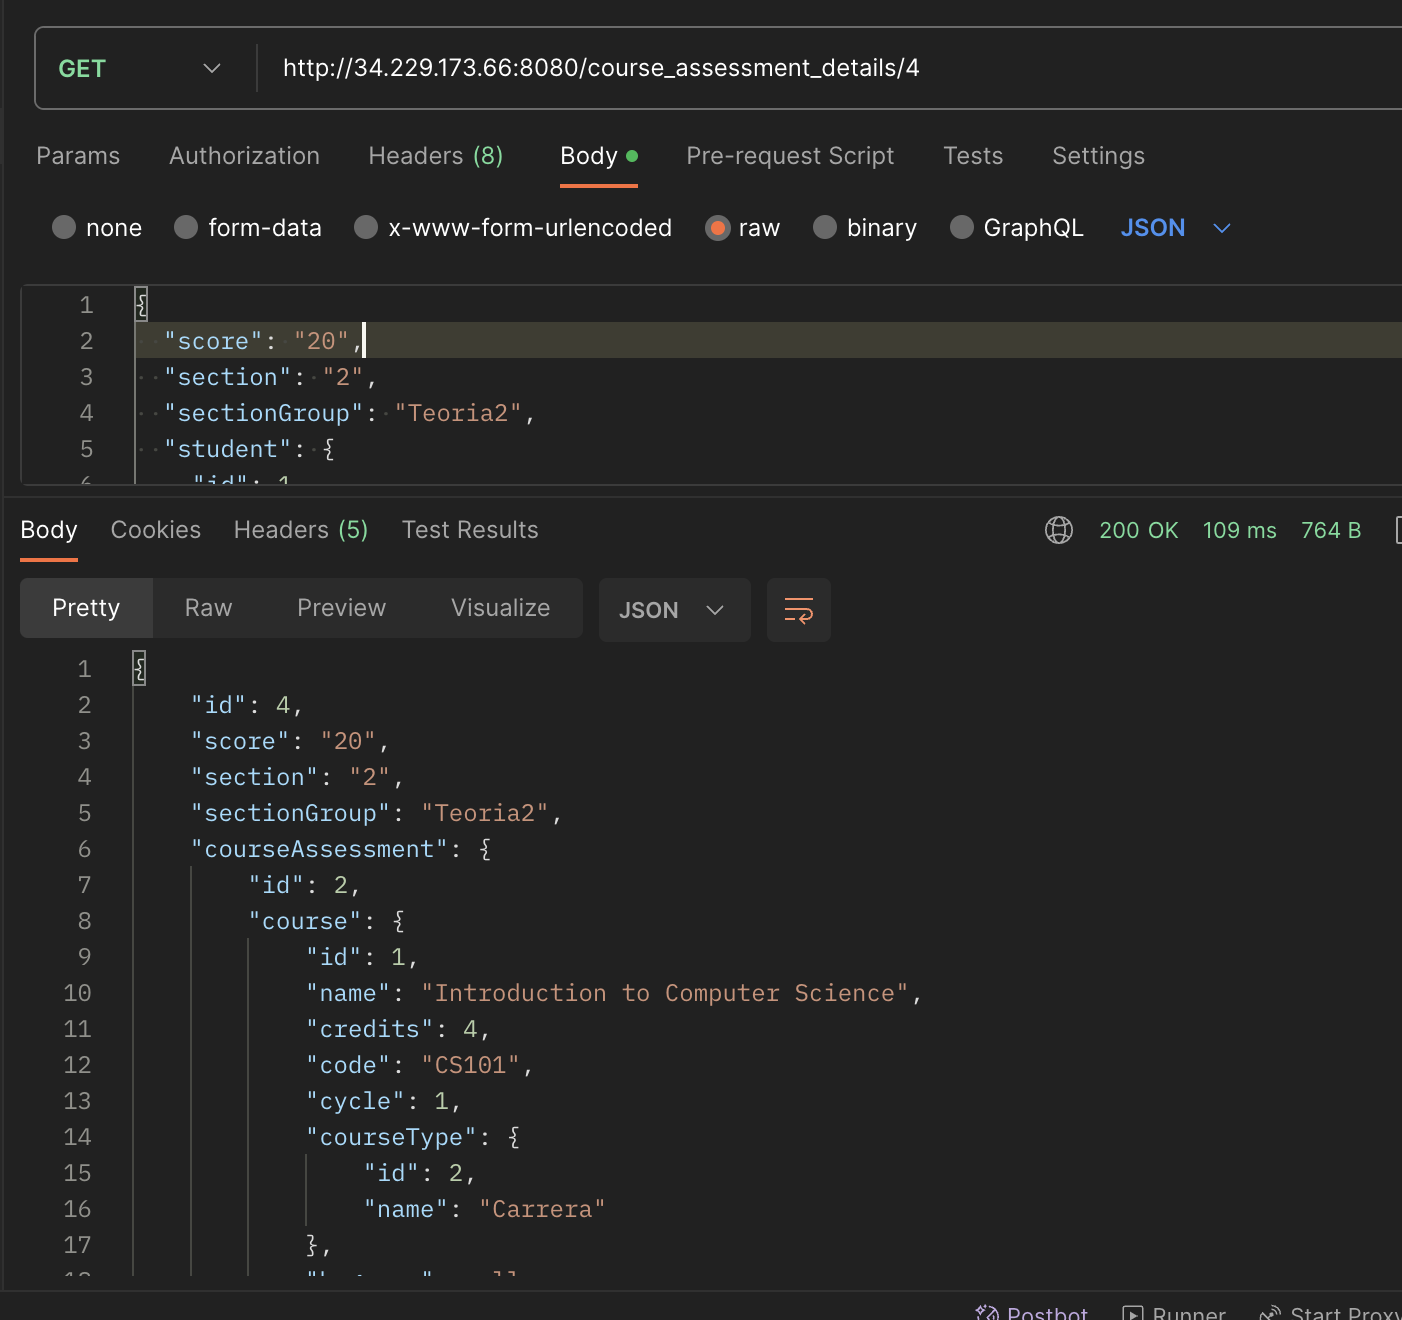 GET http://34.229.173.66:8080/course_assessment_details/4
Params Authorization Headers (8) Body Pre-request Script Tests Settings
none form-data x-www-form-urlencoded raw binary GraphQL JSON
1 {
2 "score": "20",
3 "section": "2",
4 "sectionGroup": "Teoria2",
5 "student": {
6 "id": 1
Body Cookies Headers (5) Test Results 200 OK 109 ms 764 B
Pretty Raw Preview Visualize JSON
1 {
2 "id": 4,
3 "score": "20",
4 "section": "2",
5 "sectionGroup": "Teoria2",
6 "courseAssessment": {
7 "id": 2,
8 "course": {
9 "id": 1,
10 "name": "Introduction to Computer Science",
11 "credits": 4,
12 "code": "CS101",
13 "cycle": 1,
14 "courseType": {
15 "id": 2,
16 "name": "Carrera"
17 },
18
Postbot Runner Start Proxy